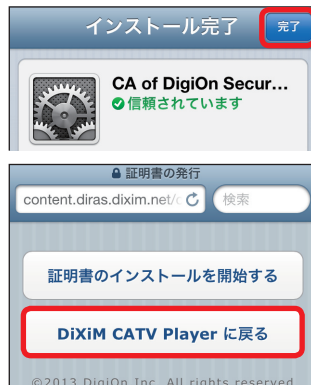 インストール完了
完了
CA of DigiOn Secur...
信頼されています
証明書の発行
content.diras.dixim.net/c
検索
証明書のインストールを開始する
DiXiM CATV Player に戻る
©2013 DigiOn Inc. All rights reserved